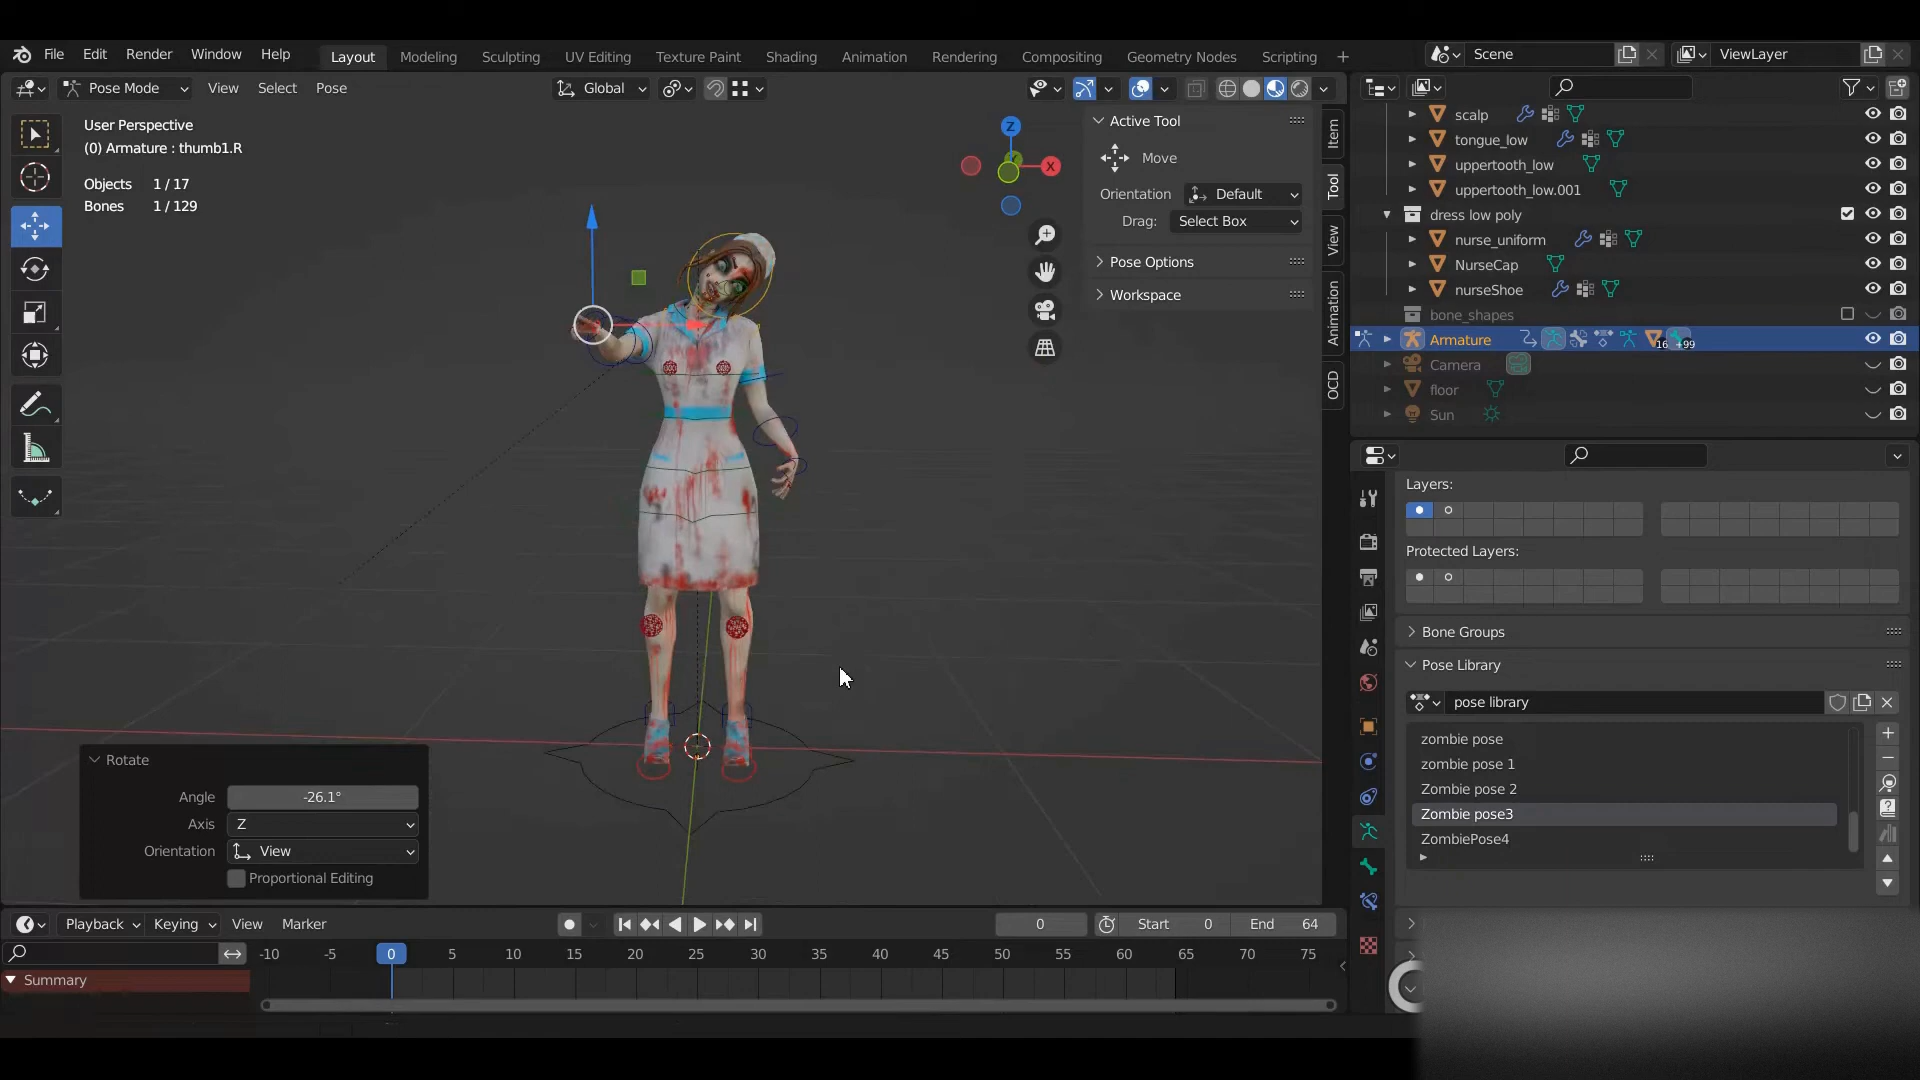 File Edit Render Window Help Layout Modeling Sculpting UV Editing Texture Paint Shading Animation Rendering Compositing Geometry Nodes Scripting + Scene ViewLayer
Pose Mode View Select Pose Global
User Perspective
(0) Armature : thumb1.R
Objects 1 / 17
Bones 1 / 129
Z
X
Active Tool
Move
Orientation Default
Drag: Select Box
Pose Options
Workspace
Item
Tool
View
Animation
OCD
scalp
tongue_low
uppertooth_low
uppertooth_low.001
dress low poly
nurse_uniform
NurseCap
nurseShoe
bone_shapes
Armature 16 +99
Camera
floor
Sun
Layers:
Protected Layers:
Bone Groups
Pose Library
pose library
zombie pose
zombie pose 1
Zombie pose 2
Zombie pose3
ZombiePose4
Rotate
Angle -26.1°
Axis Z
Orientation View
Proportional Editing
Playback Keying View Marker 0 Start 0 End 64
-10 -5 0 5 10 15 20 25 30 35 40 45 50 55 60 65 70 75
Summary